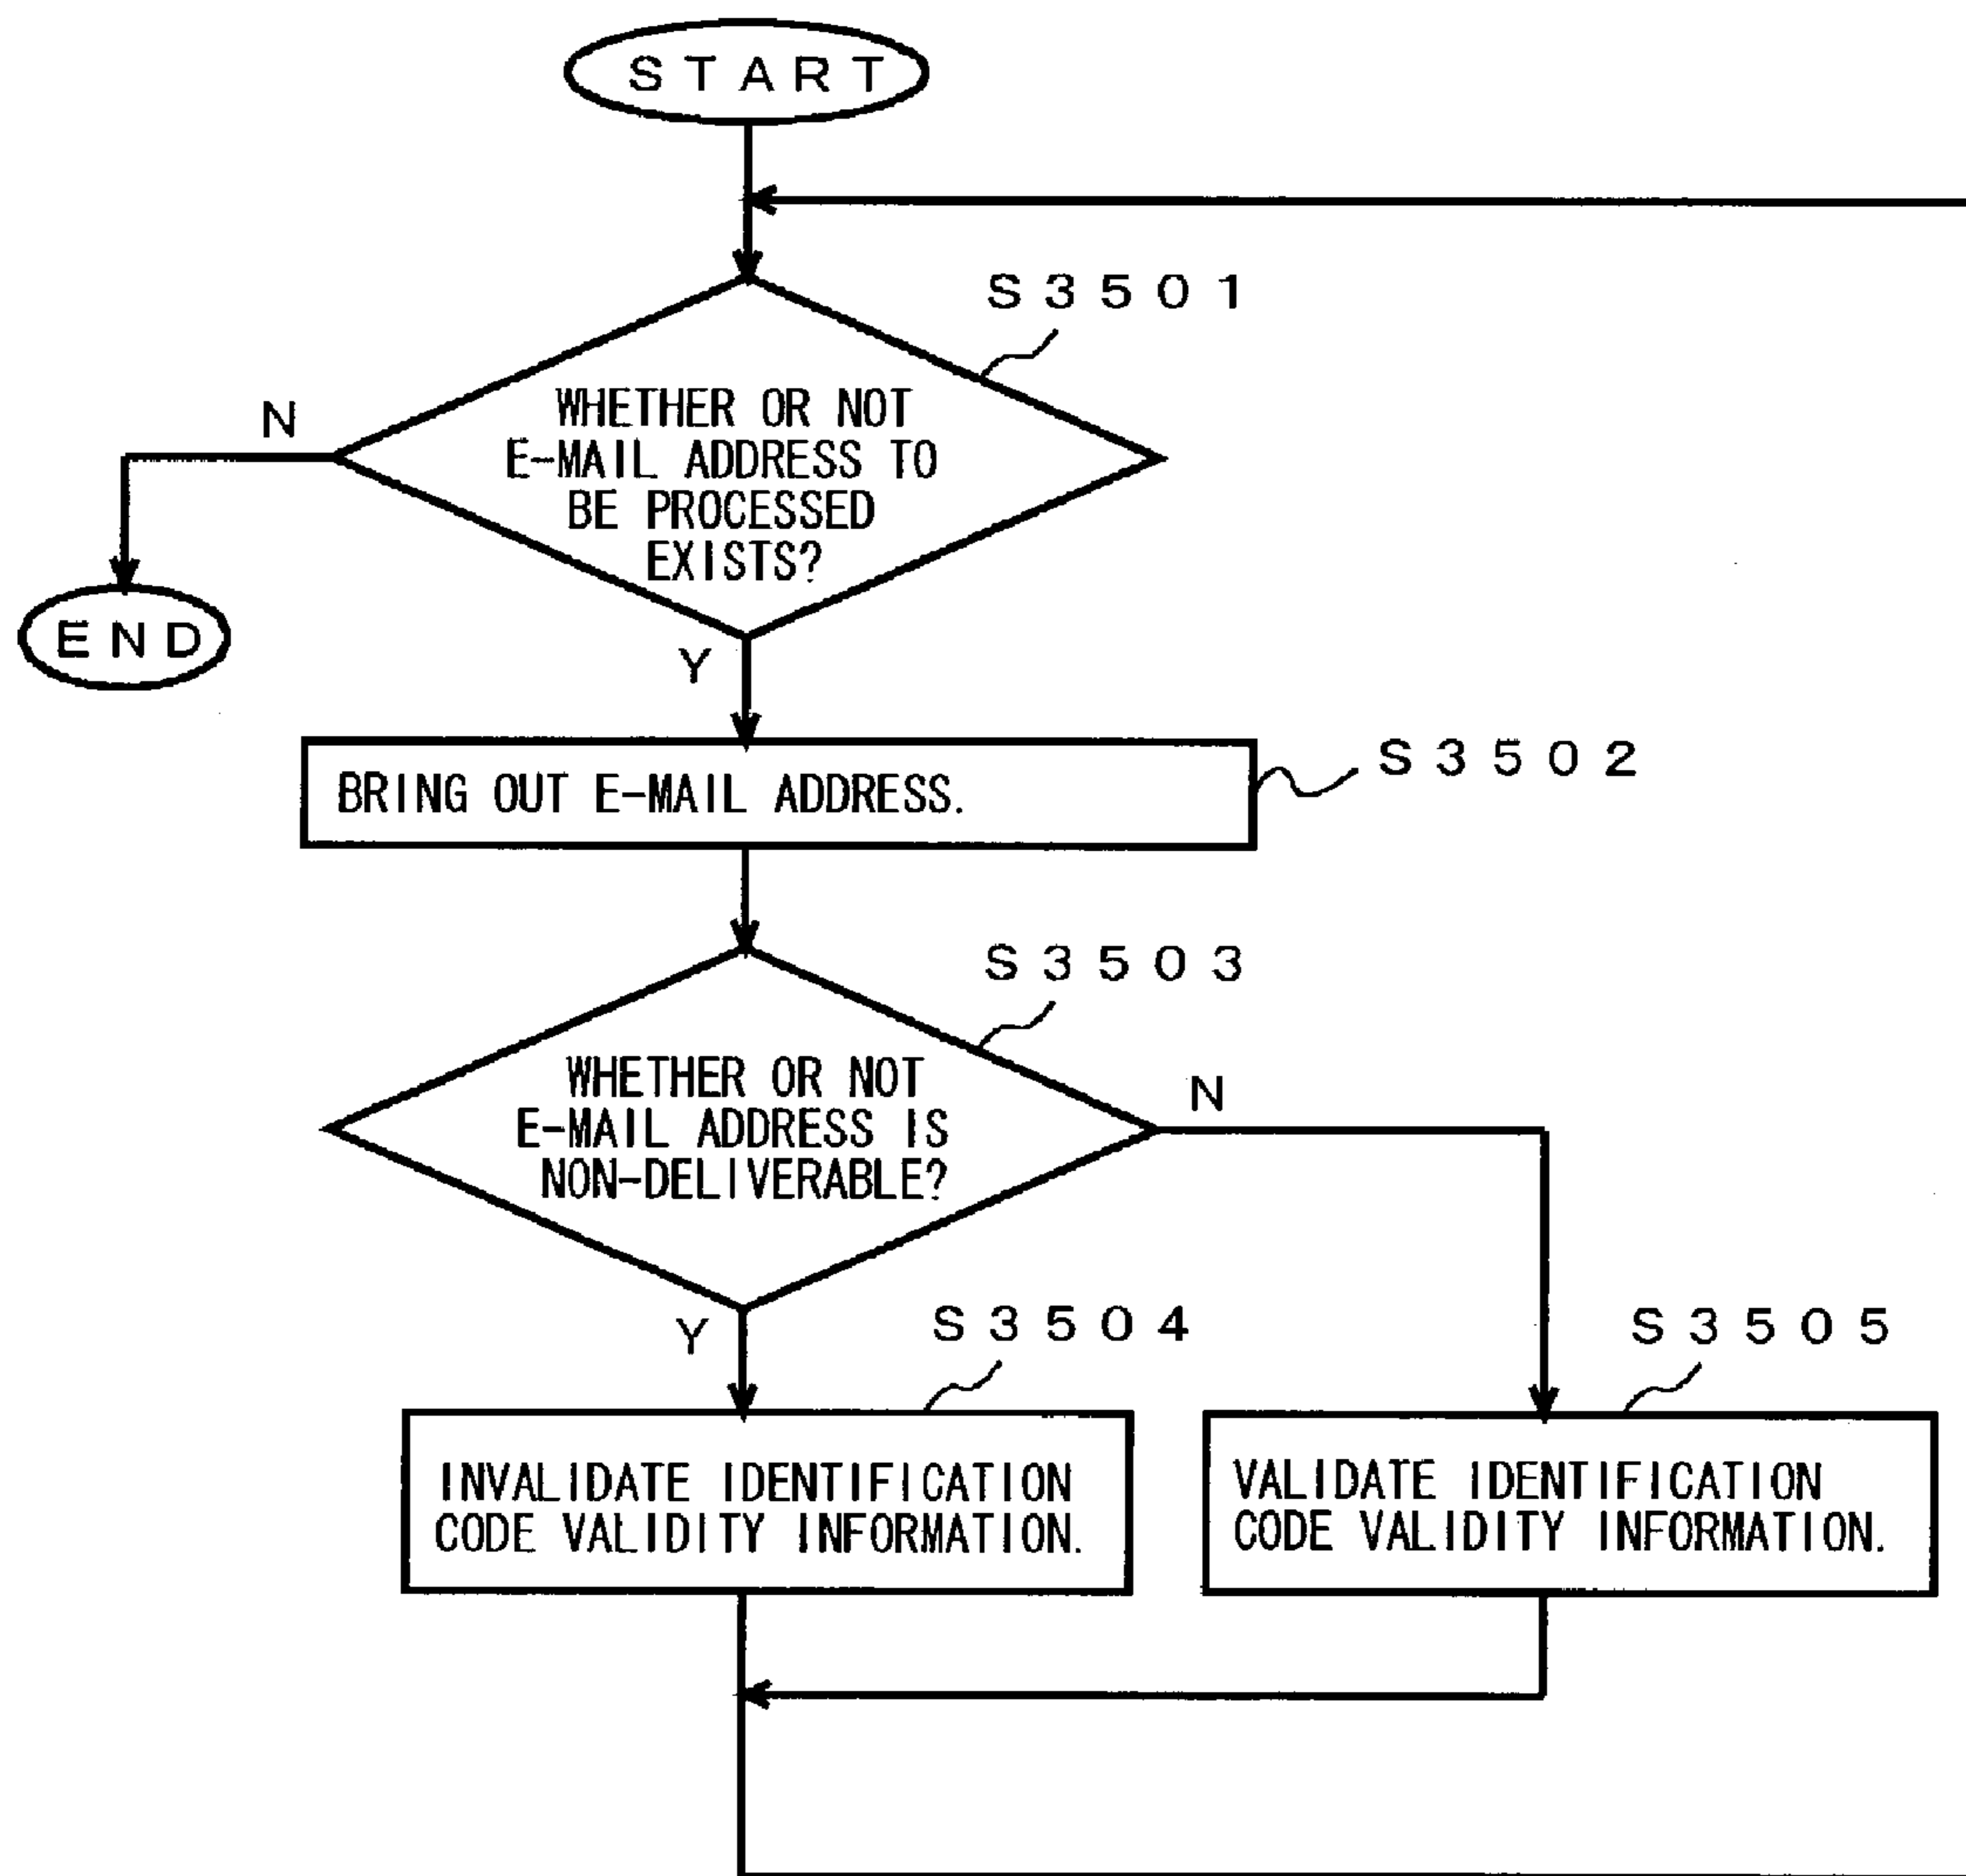 START
S3501
WHETHER OR NOT
E-MAIL ADDRESS TO
BE PROCESSED
EXISTS?
N
END
Y
BRING OUT E-MAIL ADDRESS.
S3502
S3503
WHETHER OR NOT
E-MAIL ADDRESS IS
NON-DELIVERABLE?
N
Y
S3504
S3505
INVALIDATE IDENTIFICATION
CODE VALIDITY INFORMATION.
VALIDATE IDENTIFICATION
CODE VALIDITY INFORMATION.